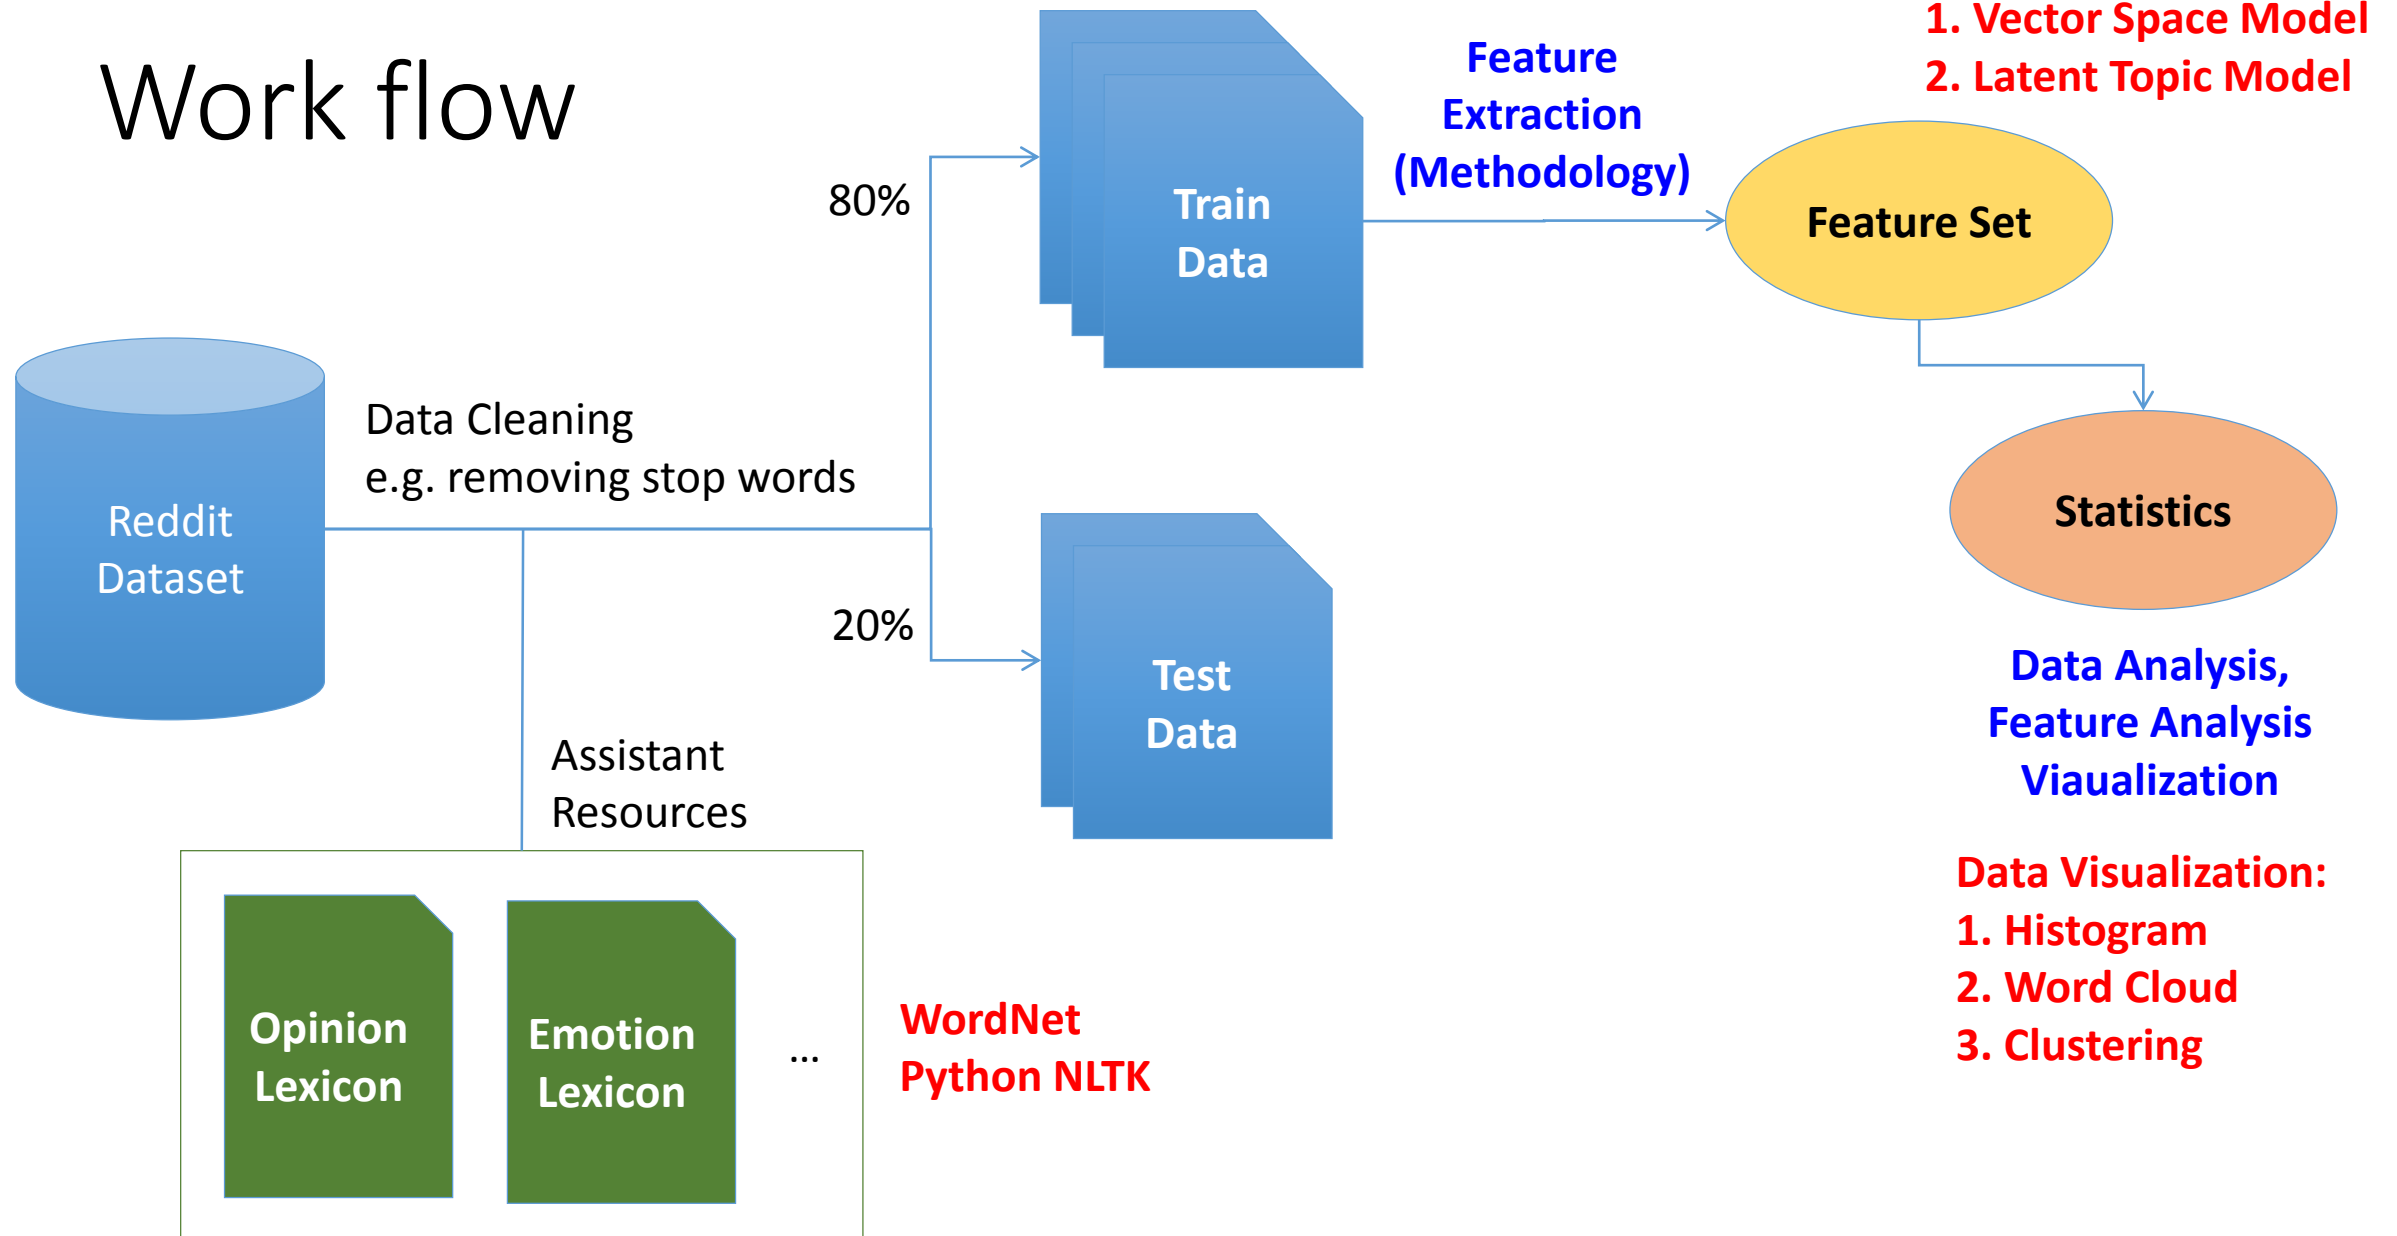 Work flow
1. Vector Space Model
2. Latent Topic Model
Feature
Extraction
(Methodology)
80%
Train
Data
Feature Set
Data Cleaning
e.g. removing stop words
Reddit
Dataset
Statistics
20%
Test
Data
Data Analysis,
Feature Analysis
Viaualization
Assistant
Resources
Data Visualization:
1. Histogram
2. Word Cloud
3. Clustering
Opinion
Lexicon
Emotion
Lexicon
...
WordNet
Python NLTK